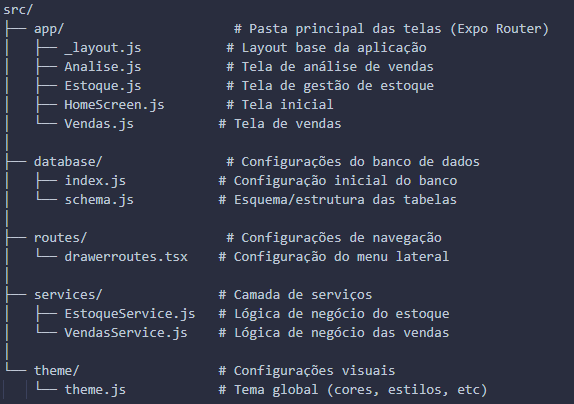 src/
├── app/                      # Pasta principal das telas (Expo Router)
│   ├── _layout.js           # Layout base da aplicação
│   ├── Analise.js           # Tela de análise de vendas
│   ├── Estoque.js           # Tela de gestão de estoque
│   ├── HomeScreen.js        # Tela inicial
│   └── Vendas.js           # Tela de vendas
│
├── database/                # Configurações do banco de dados
│   ├── index.js            # Configuração inicial do banco
│   └── schema.js           # Esquema/estrutura das tabelas
│
├── routes/                  # Configurações de navegação
│   └── drawerroutes.tsx    # Configuração do menu lateral
│
├── services/               # Camada de serviços
│   ├── EstoqueService.js   # Lógica de negócio do estoque
│   └── VendasService.js    # Lógica de negócio das vendas
│
└── theme/                  # Configurações visuais
    └── theme.js            # Tema global (cores, estilos, etc)